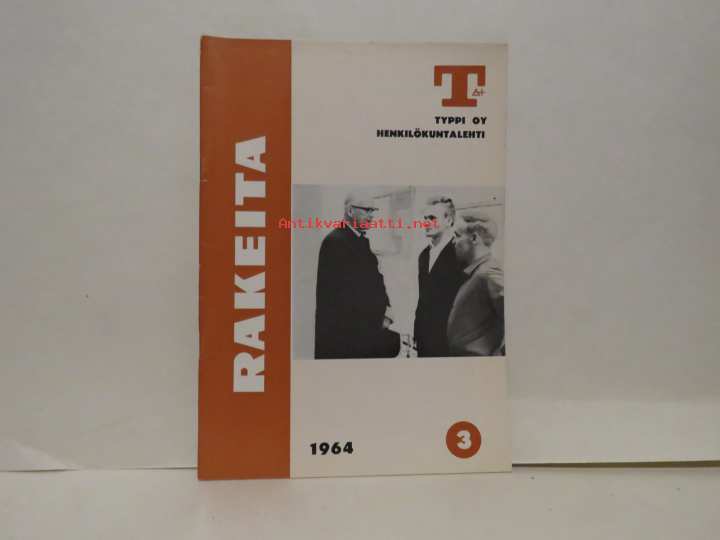 RAKEITA
T
TYPPI OY
HENKILÖKUNTALEHTI
Antikvariaatti.net
1964
3